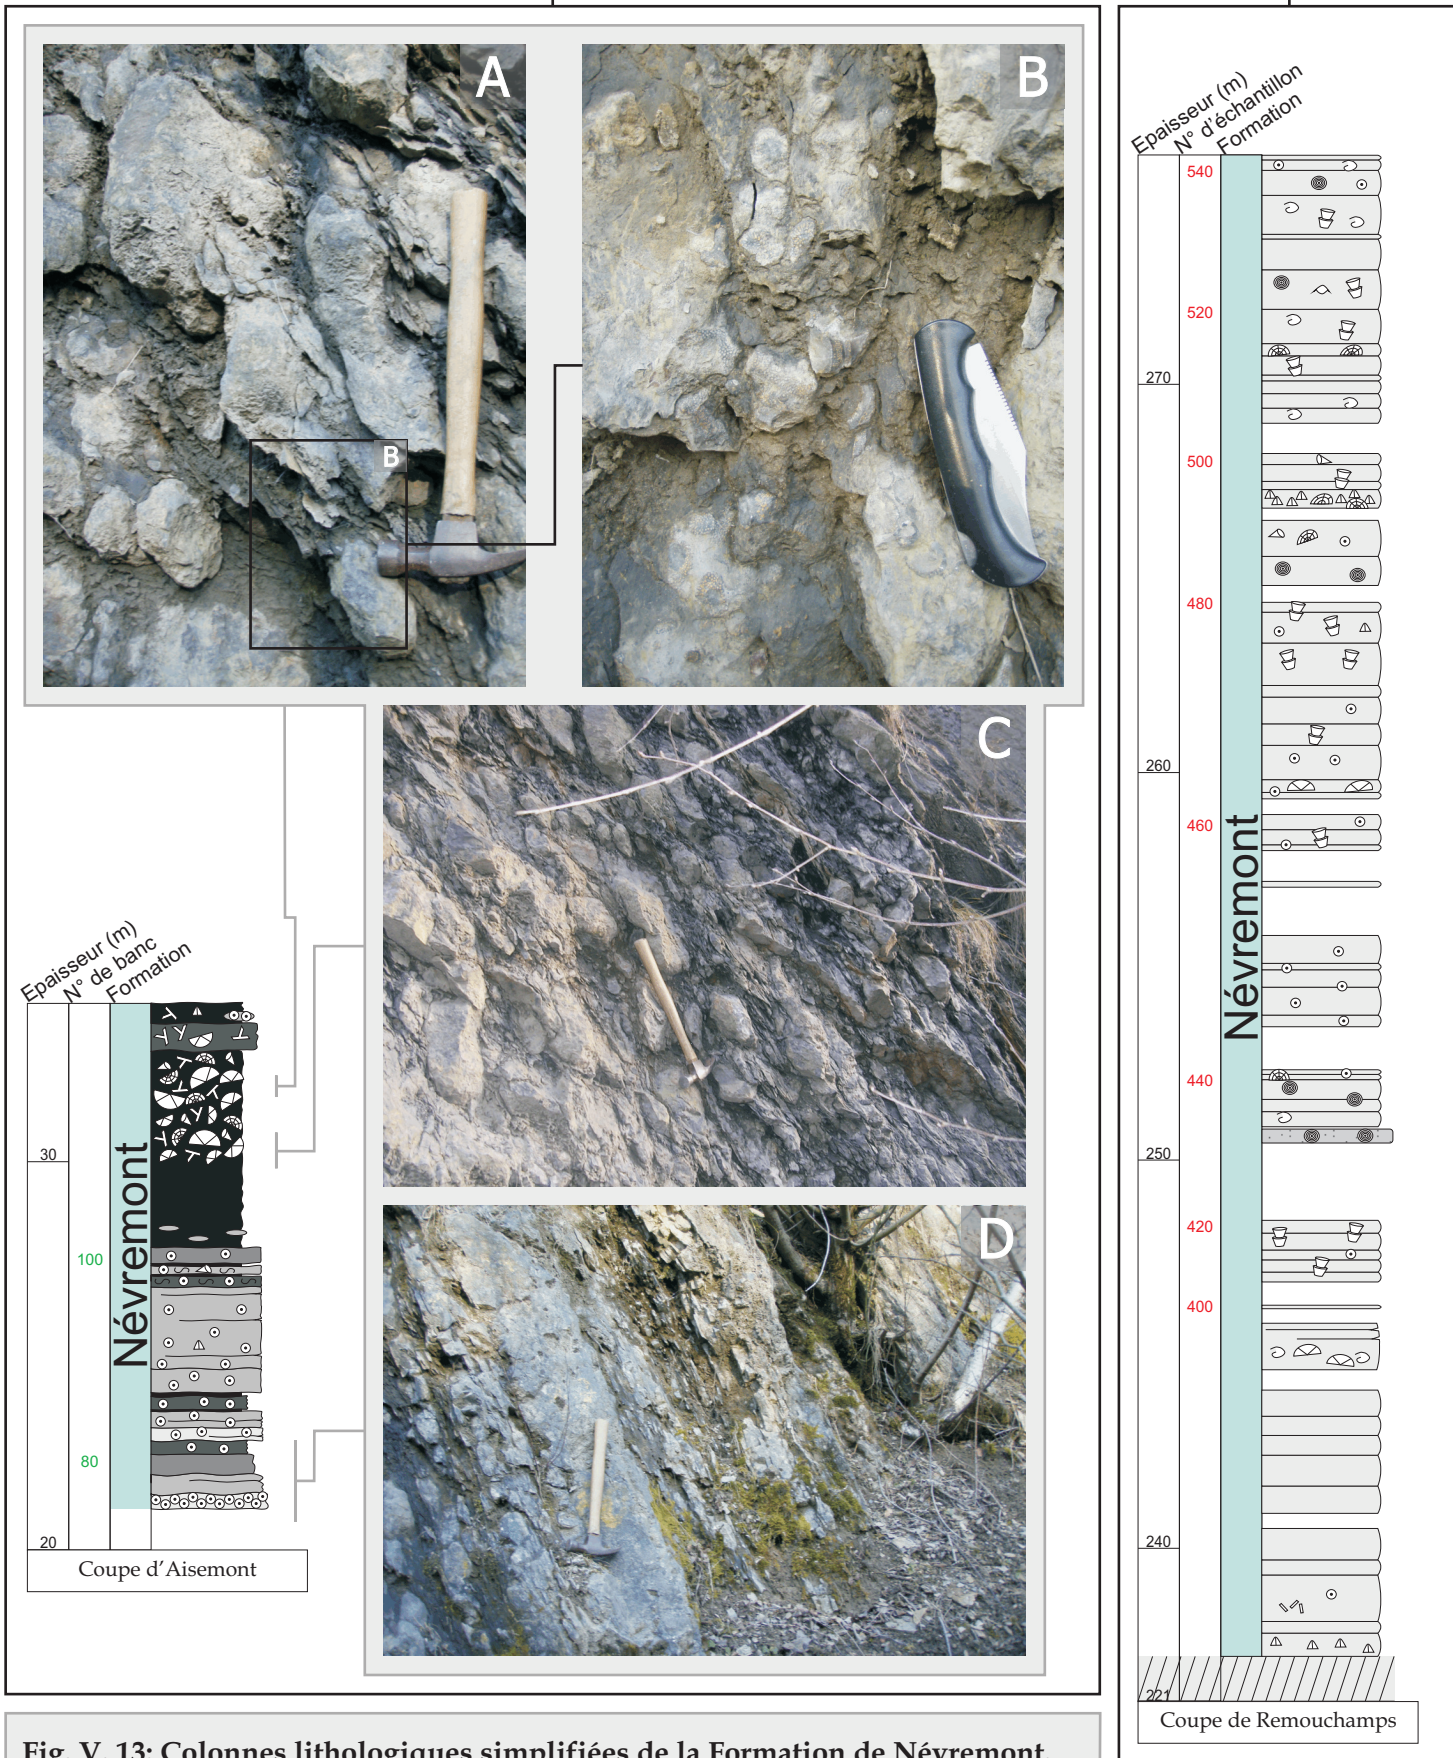 A
B
B
C
D
Epaisseur (m)
N° de banc
Formation
30
100
80
20
Névremont
Coupe d'Aisemont
Epaisseur (m)
N° d'échantillon
Formation
540
520
270
500
480
260
460
440
250
420
400
240
221
Névremont
Coupe de Remouchamps
Fig. V. 13: Colonnes lithologiques simplifiées de la Formation de Névremont